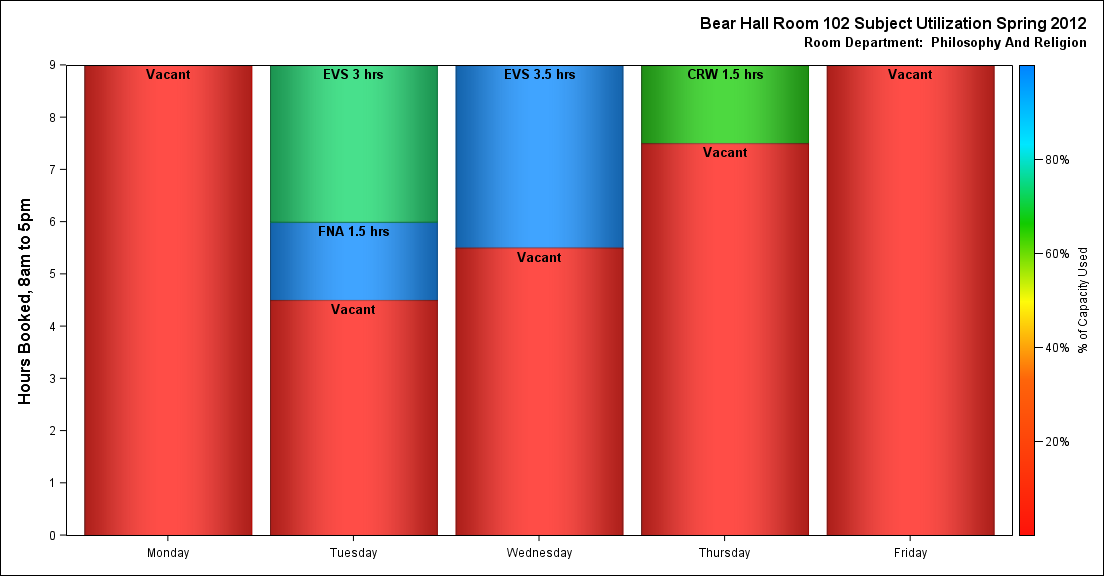 Bear Hall Room 102 Subject Utilization Spring 2012
Room Department:  Philosophy And Religion
Hours Booked, 8am to 5pm
9
8
7
6
5
4
3
2
1
0
Vacant
EVS 3 hrs
FNA 1.5 hrs
Vacant
EVS 3.5 hrs
Vacant
CRW 1.5 hrs
Vacant
Vacant
Monday
Tuesday
Wednesday
Thursday
Friday
80%
60%
40%
20%
% of Capacity Used